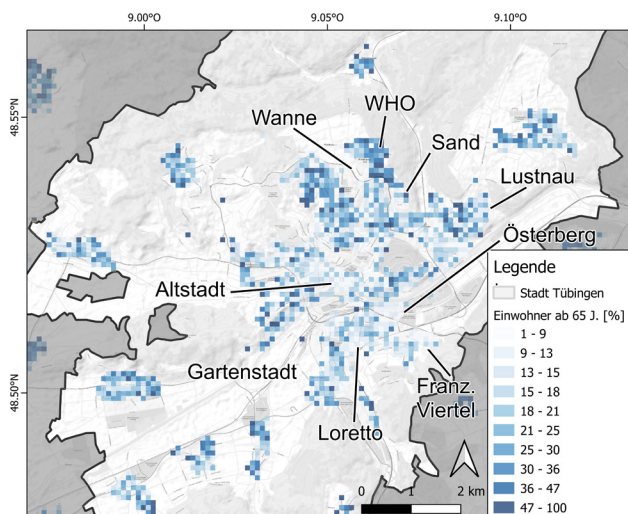 9.00°O
9.05°O
9.10°O
48.55°N
48.50°N
WHO
Wanne
Sand
Lustnau
Österberg
Altstadt
Gartenstadt
Franz.
Viertel
Loretto
Legende
Stadt Tübingen
Einwohner ab 65 J. [%]
1 - 9
9 - 13
13 - 15
15 - 18
18 - 21
21 - 25
25 - 30
30 - 36
36 - 47
47 - 100
0 1 2 km